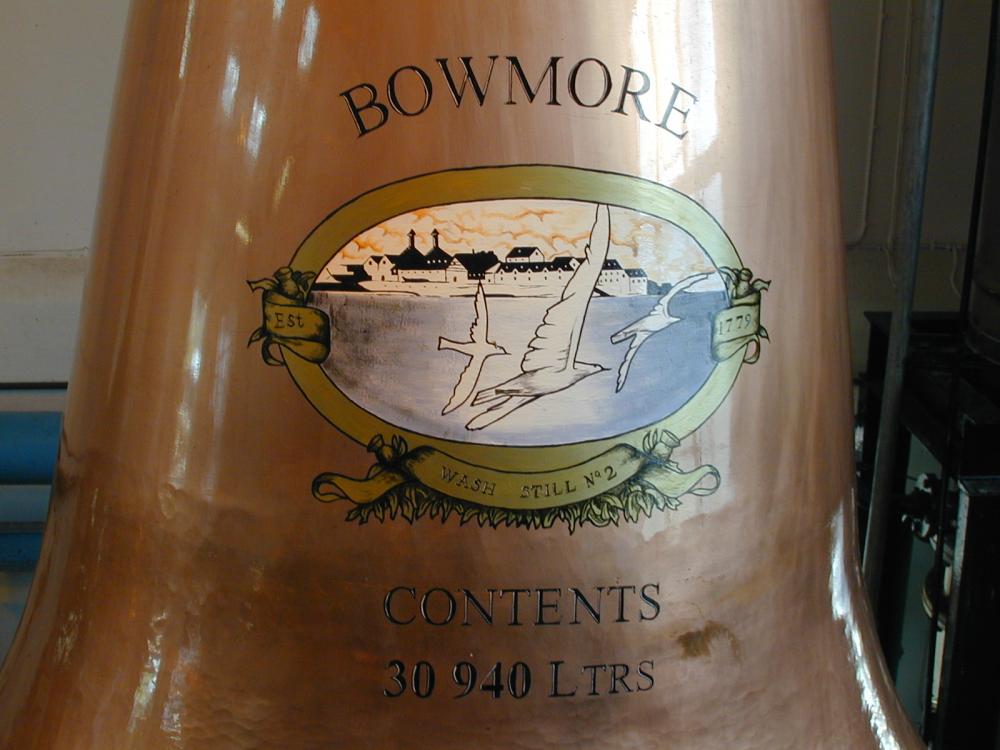 BOWMORE
Est
1779
WASH STILL Nº 2
CONTENTS
30 940 LTRS